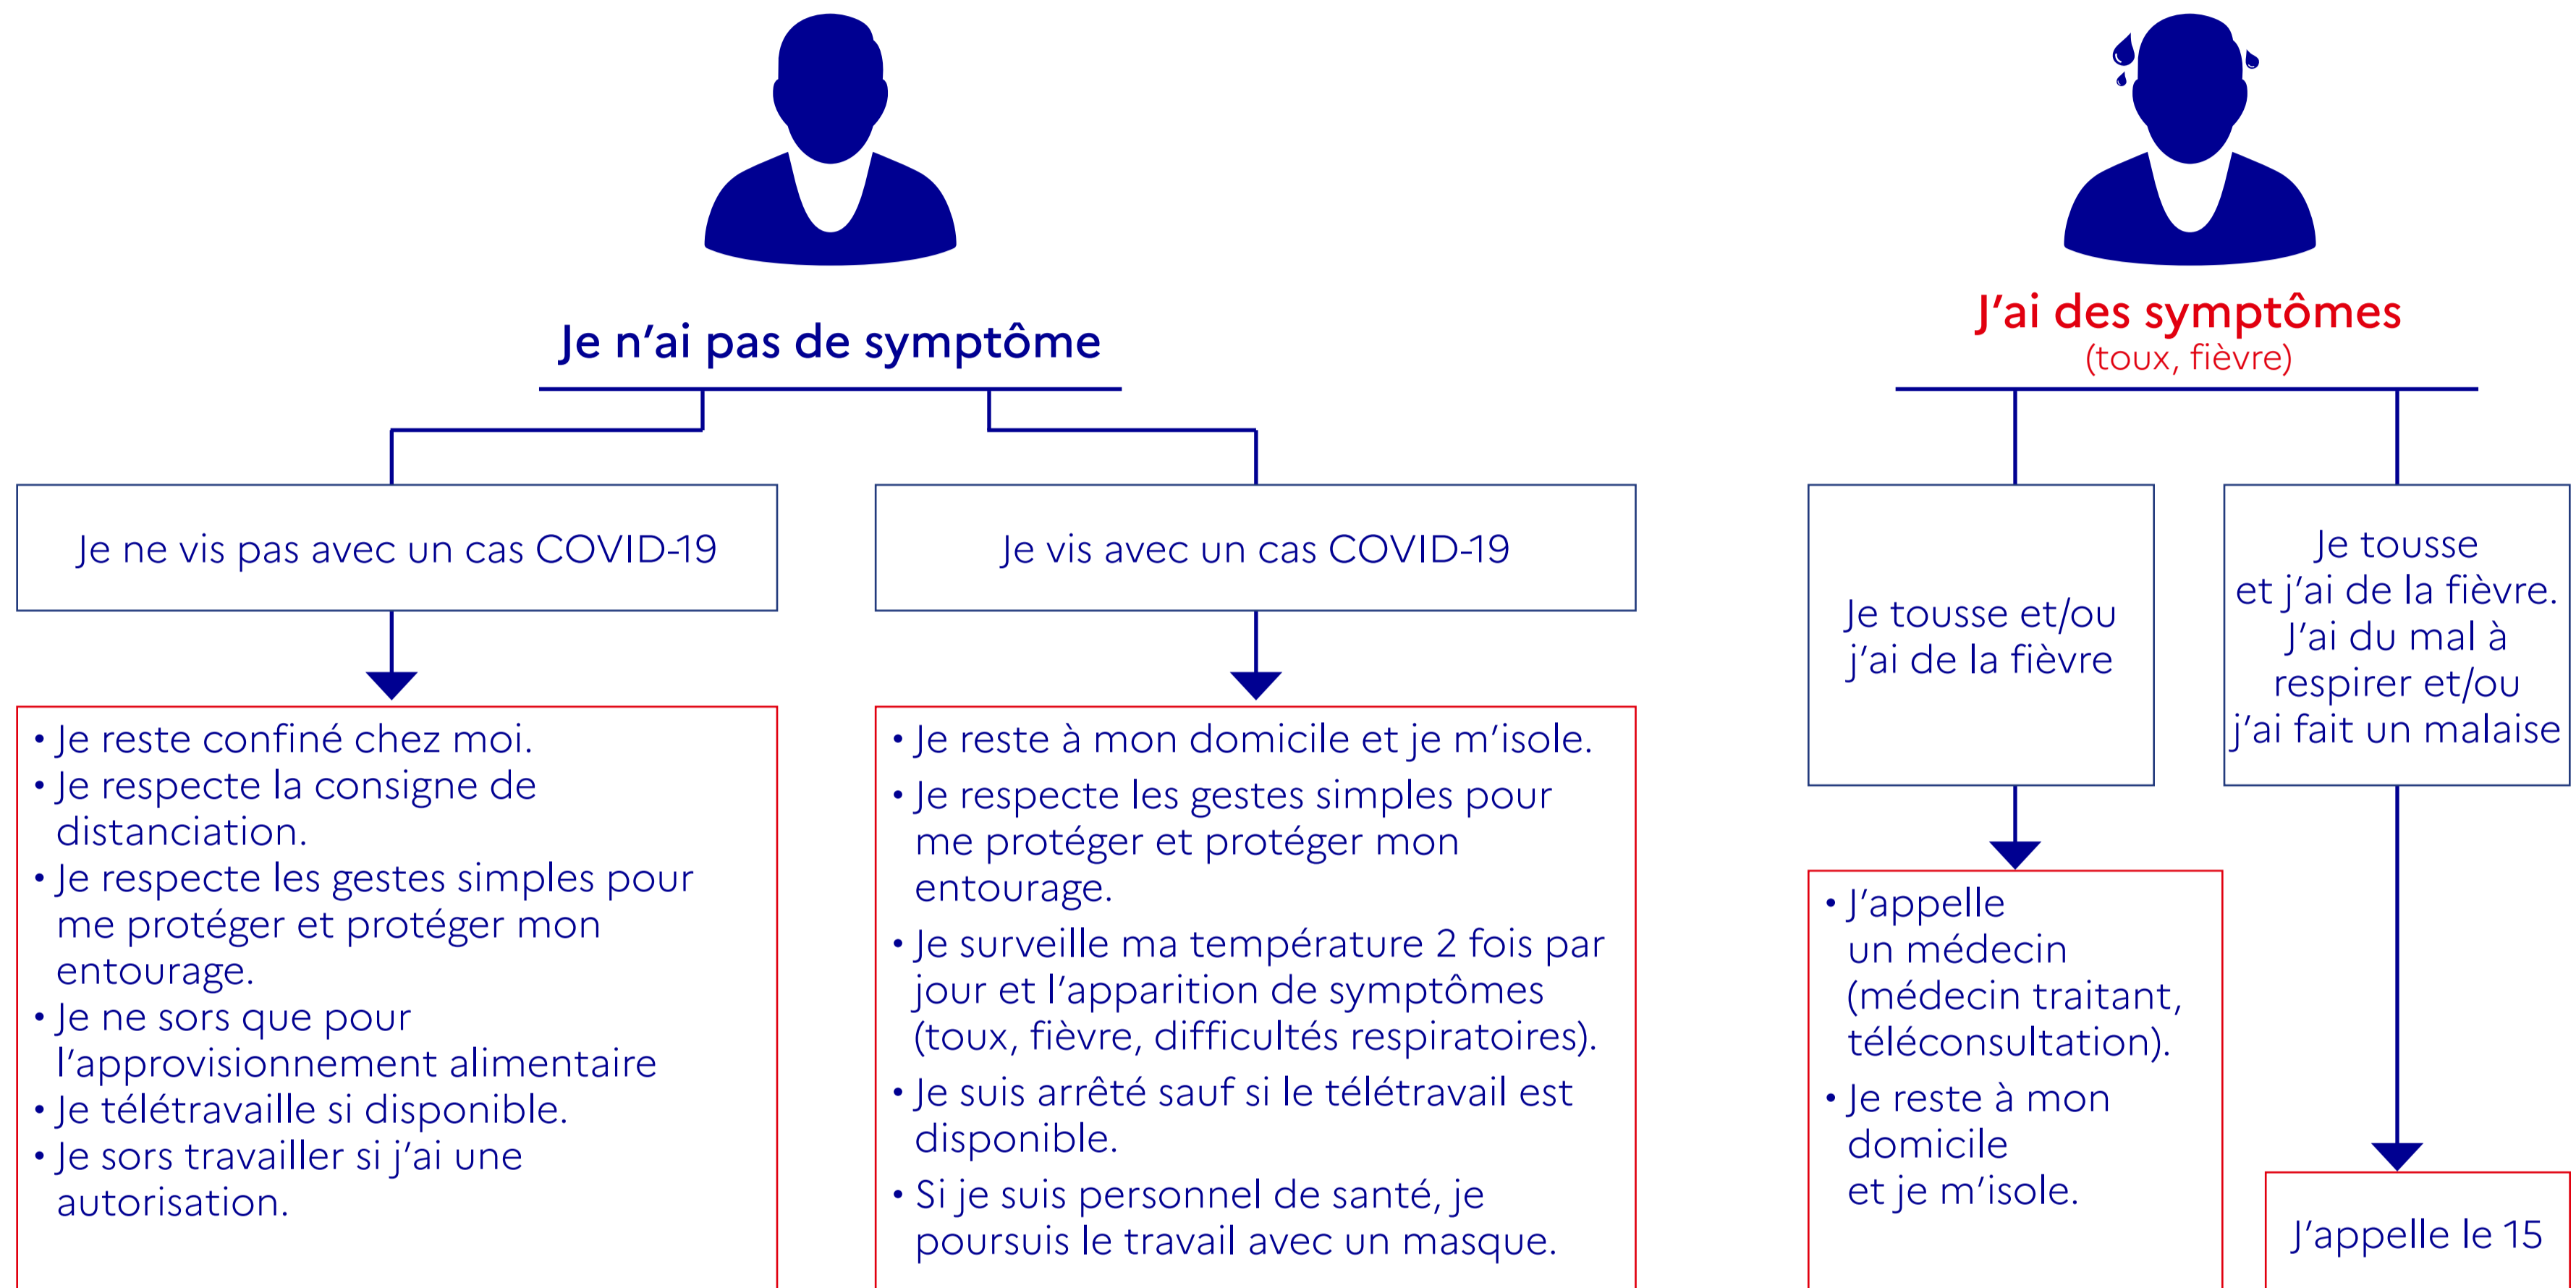 Je n’ai pas de symptôme
Je ne vis pas avec un cas COVID-19
• Je reste confiné chez moi.
• Je respecte la consigne de
distanciation.
• Je respecte les gestes simples pour
me protéger et protéger mon
entourage.
• Je ne sors que pour
l’approvisionnement alimentaire
• Je télétravaille si disponible.
• Je sors travailler si j’ai une
autorisation.
Je vis avec un cas COVID-19
• Je reste à mon domicile et je m’isole.
• Je respecte les gestes simples pour
me protéger et protéger mon
entourage.
• Je surveille ma température 2 fois par
jour et l’apparition de symptômes
(toux, fièvre, difficultés respiratoires).
• Je suis arrêté sauf si le télétravail est
disponible.
• Si je suis personnel de santé, je
poursuis le travail avec un masque.
J’ai des symptômes
(toux, fièvre)
Je tousse et/ou
j’ai de la fièvre
• J’appelle
un médecin
(médecin traitant,
téléconsultation).
• Je reste à mon
domicile
et je m’isole.
Je tousse
et j’ai de la fièvre.
J’ai du mal à
respirer et/ou
j’ai fait un malaise
J’appelle le 15